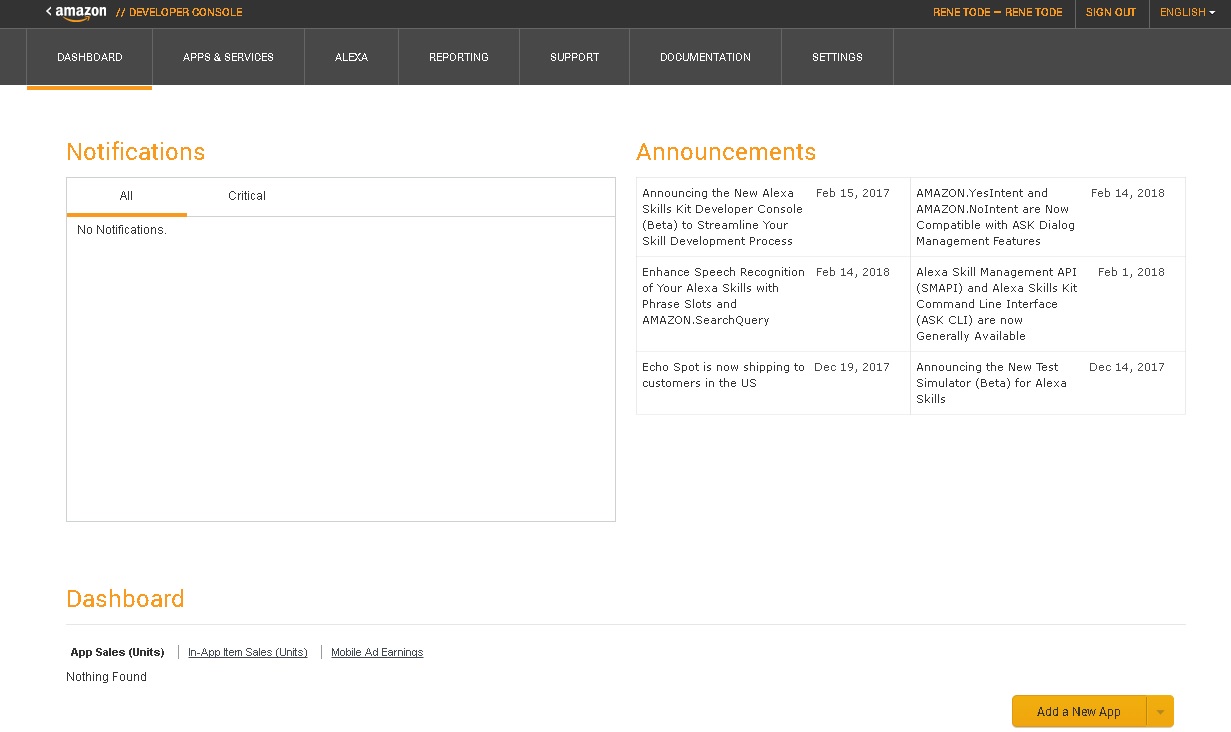 < amazon // DEVELOPER CONSOLE
RENE TODE – RENE TODE
SIGN OUT
ENGLISH
DASHBOARD
APPS & SERVICES
ALEXA
REPORTING
SUPPORT
DOCUMENTATION
SETTINGS
Notifications
All
Critical
No Notifications.
Announcements
Announcing the New Alexa
Skills Kit Developer Console
(Beta) to Streamline Your
Skill Development Process
Feb 15, 2017
AMAZON.YesIntent and
AMAZON.NoIntent are Now
Compatible with ASK Dialog
Management Features
Feb 14, 2018
Enhance Speech Recognition
of Your Alexa Skills with
Phrase Slots and
AMAZON.SearchQuery
Feb 14, 2018
Alexa Skill Management API
(SMAPI) and Alexa Skills Kit
Command Line Interface
(ASK CLI) are now
Generally Available
Feb 1, 2018
Echo Spot is now shipping to
customers in the US
Dec 19, 2017
Announcing the New Test
Simulator (Beta) for Alexa
Skills
Dec 14, 2017
Dashboard
App Sales (Units)
In-App Item Sales (Units)
Mobile Ad Earnings
Nothing Found
Add a New App